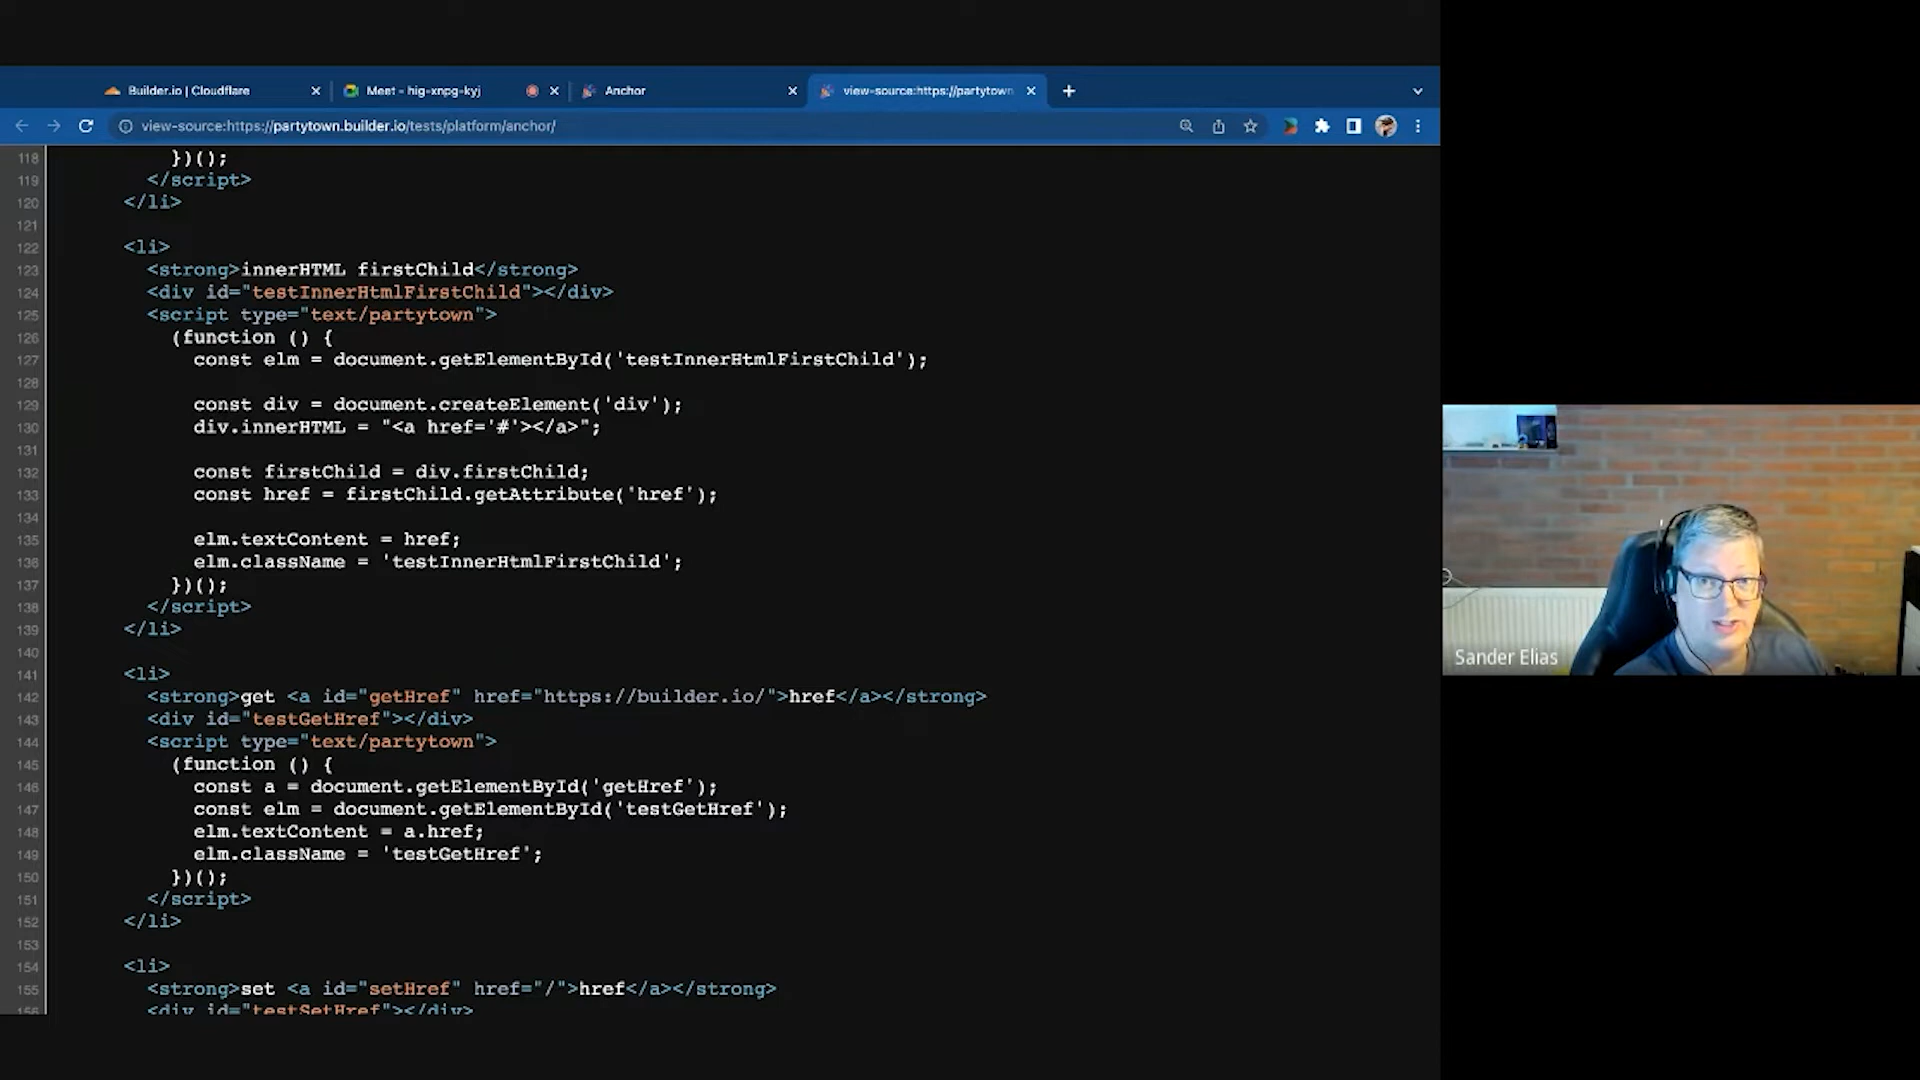 Builder.io | Cloudflare
Meet - hig-xnpg-kyj
Anchor
view-source:https://partytown
view-source:https://partytown.builder.io/tests/platform/anchor/
118 })();
119 </script>
120 </li>
121
122 <li>
123 <strong>innerHTML firstChild</strong>
124 <div id="testInnerHtmlFirstChild"></div>
125 <script type="text/partytown">
126 (function () {
127 const elm = document.getElementById('testInnerHtmlFirstChild');
128
129 const div = document.createElement('div');
130 div.innerHTML = "<a href='#'></a>";
131
132 const firstChild = div.firstChild;
133 const href = firstChild.getAttribute('href');
134
135 elm.textContent = href;
136 elm.className = 'testInnerHtmlFirstChild';
137 })();
138 </script>
139 </li>
140
141 <li>
142 <strong>get <a id="getHref" href="https://builder.io/">href</a></strong>
143 <div id="testGetHref"></div>
144 <script type="text/partytown">
145 (function () {
146 const a = document.getElementById('getHref');
147 const elm = document.getElementById('testGetHref');
148 elm.textContent = a.href;
149 elm.className = 'testGetHref';
150 })();
151 </script>
152 </li>
153
154 <li>
155 <strong>set <a id="setHref" href="/">href</a></strong>
156 <div id="testSetHref"></div>
Sander Elias